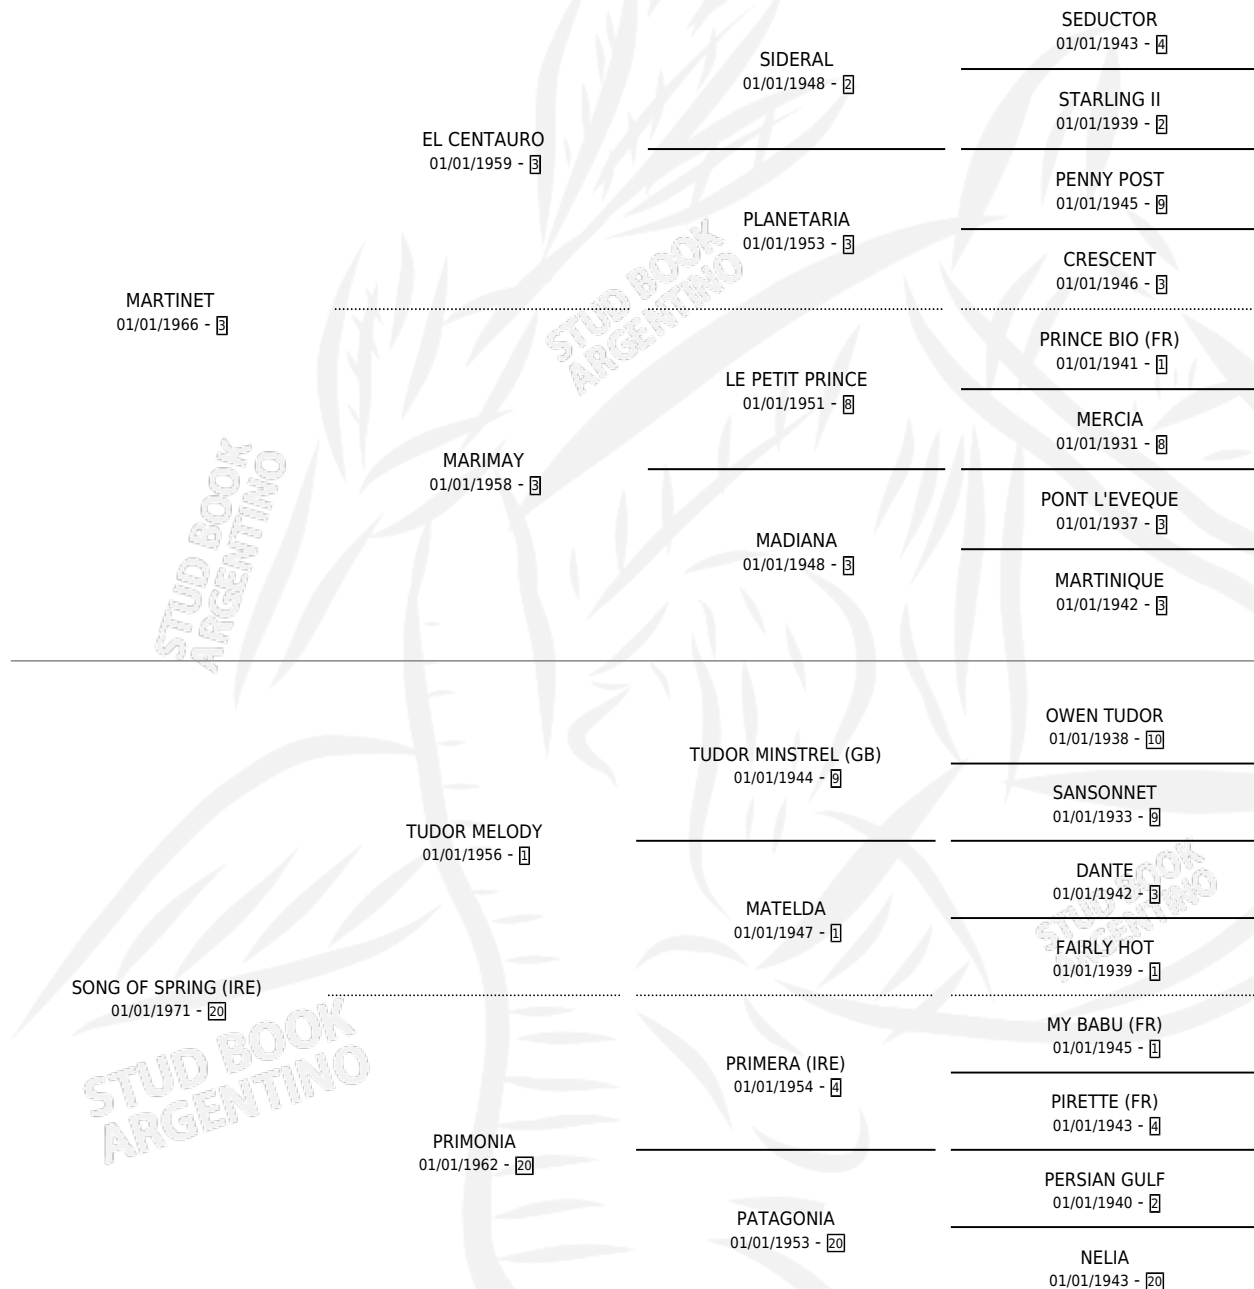 SEDUCTOR
01/01/1943 - 4
SIDERAL
01/01/1948 - 2
STARLING II
01/01/1939 - 2
EL CENTAURO
01/01/1959 - 3
PENNY POST
01/01/1945 - 9
PLANETARIA
01/01/1953 - 3
CRESCENT
01/01/1946 - 3
MARTINET
01/01/1966 - 3
PRINCE BIO (FR)
01/01/1941 - 1
LE PETIT PRINCE
01/01/1951 - 8
MERCIA
01/01/1931 - 8
MARIMAY
01/01/1958 - 3
PONT L'EVEQUE
01/01/1937 - 3
MADIANA
01/01/1948 - 3
MARTINIQUE
01/01/1942 - 3
OWEN TUDOR
01/01/1938 - 10
TUDOR MINSTREL (GB)
01/01/1944 - 9
SANSONNET
01/01/1933 - 9
TUDOR MELODY
01/01/1956 - 1
DANTE
01/01/1942 - 3
MATELDA
01/01/1947 - 1
FAIRLY HOT
01/01/1939 - 1
SONG OF SPRING (IRE)
01/01/1971 - 20
MY BABU (FR)
01/01/1945 - 1
PRIMERA (IRE)
01/01/1954 - 4
PIRETTE (FR)
01/01/1943 - 4
PRIMONIA
01/01/1962 - 20
PERSIAN GULF
01/01/1940 - 2
PATAGONIA
01/01/1953 - 20
NELIA
01/01/1943 - 20
STUD BOOK
ARGENTINO
STUD BOOK
ARGENTINO
STUD BOOK
ARGENTINO
STUD BOOK
ARGENTINO